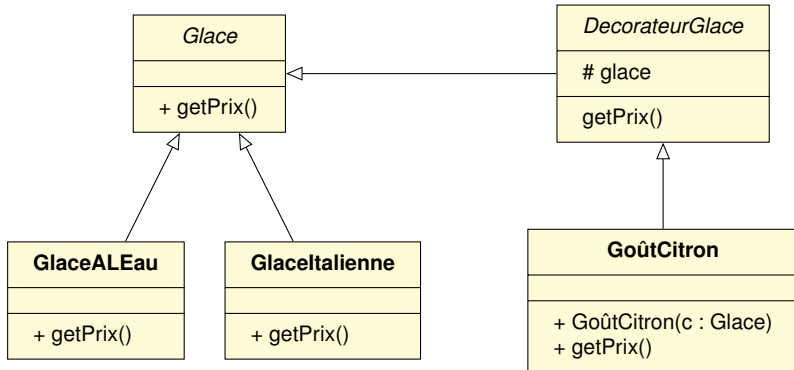 Glace
+ getPrix()
DecorateurGlace
# glace
getPrix()
GlaceALEau
+ getPrix()
GlaceItalienne
+ getPrix()
GoûtCitron
+ GoûtCitron(c : Glace)
+ getPrix()